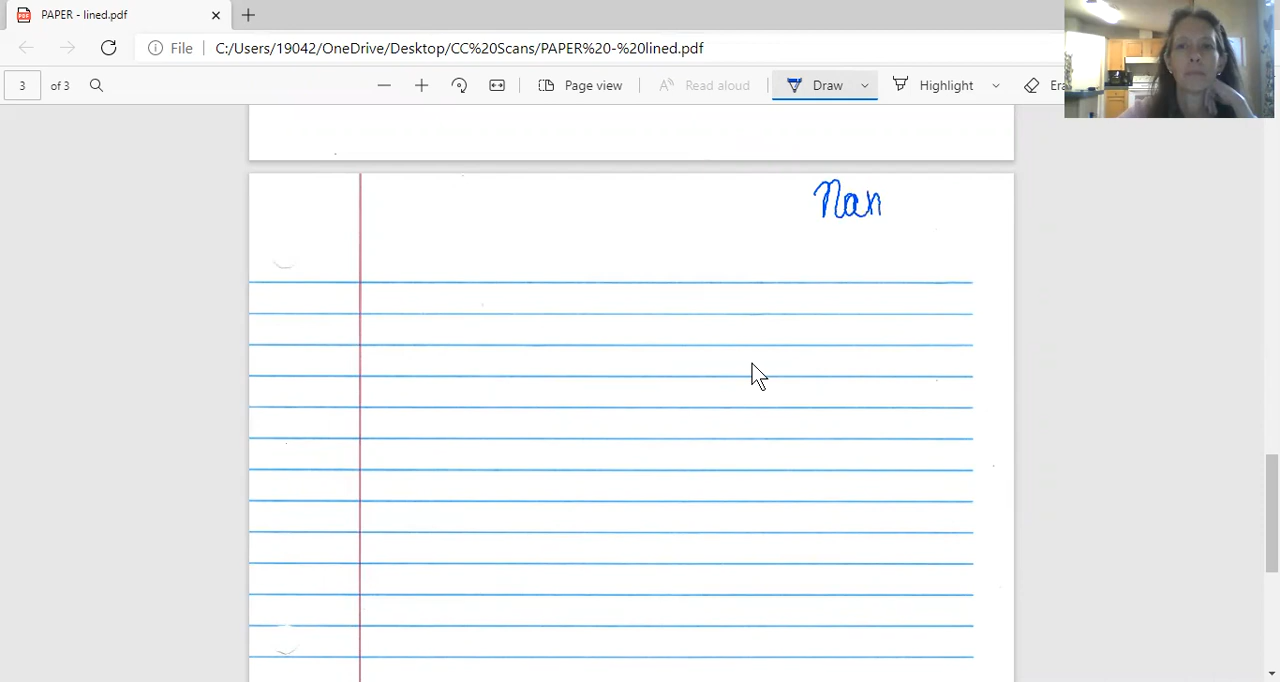 PAPER - lined.pdf
File C:/Users/19042/OneDrive/Desktop/CC%20Scans/PAPER%20-%20lined.pdf
3 of 3 Page view Read aloud Draw Highlight Era
Nan